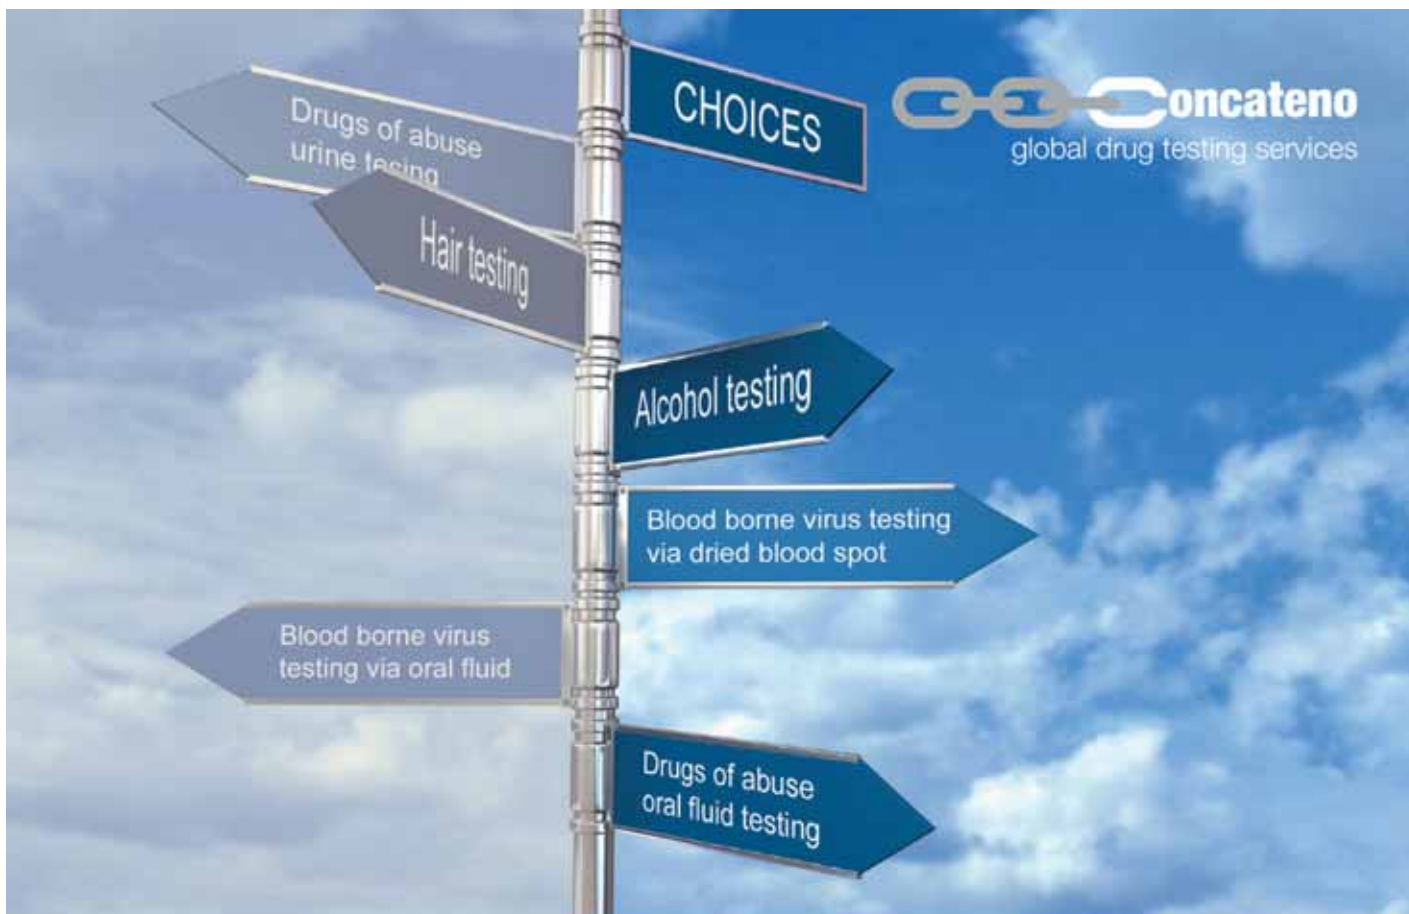 CHOICES
Concateno
global drug testing services
Drugs of abuse
urine tesing
Hair testing
Alcohol testing
Blood borne virus testing
via dried blood spot
Blood borne virus
testing via oral fluid
Drugs of abuse
oral fluid testing